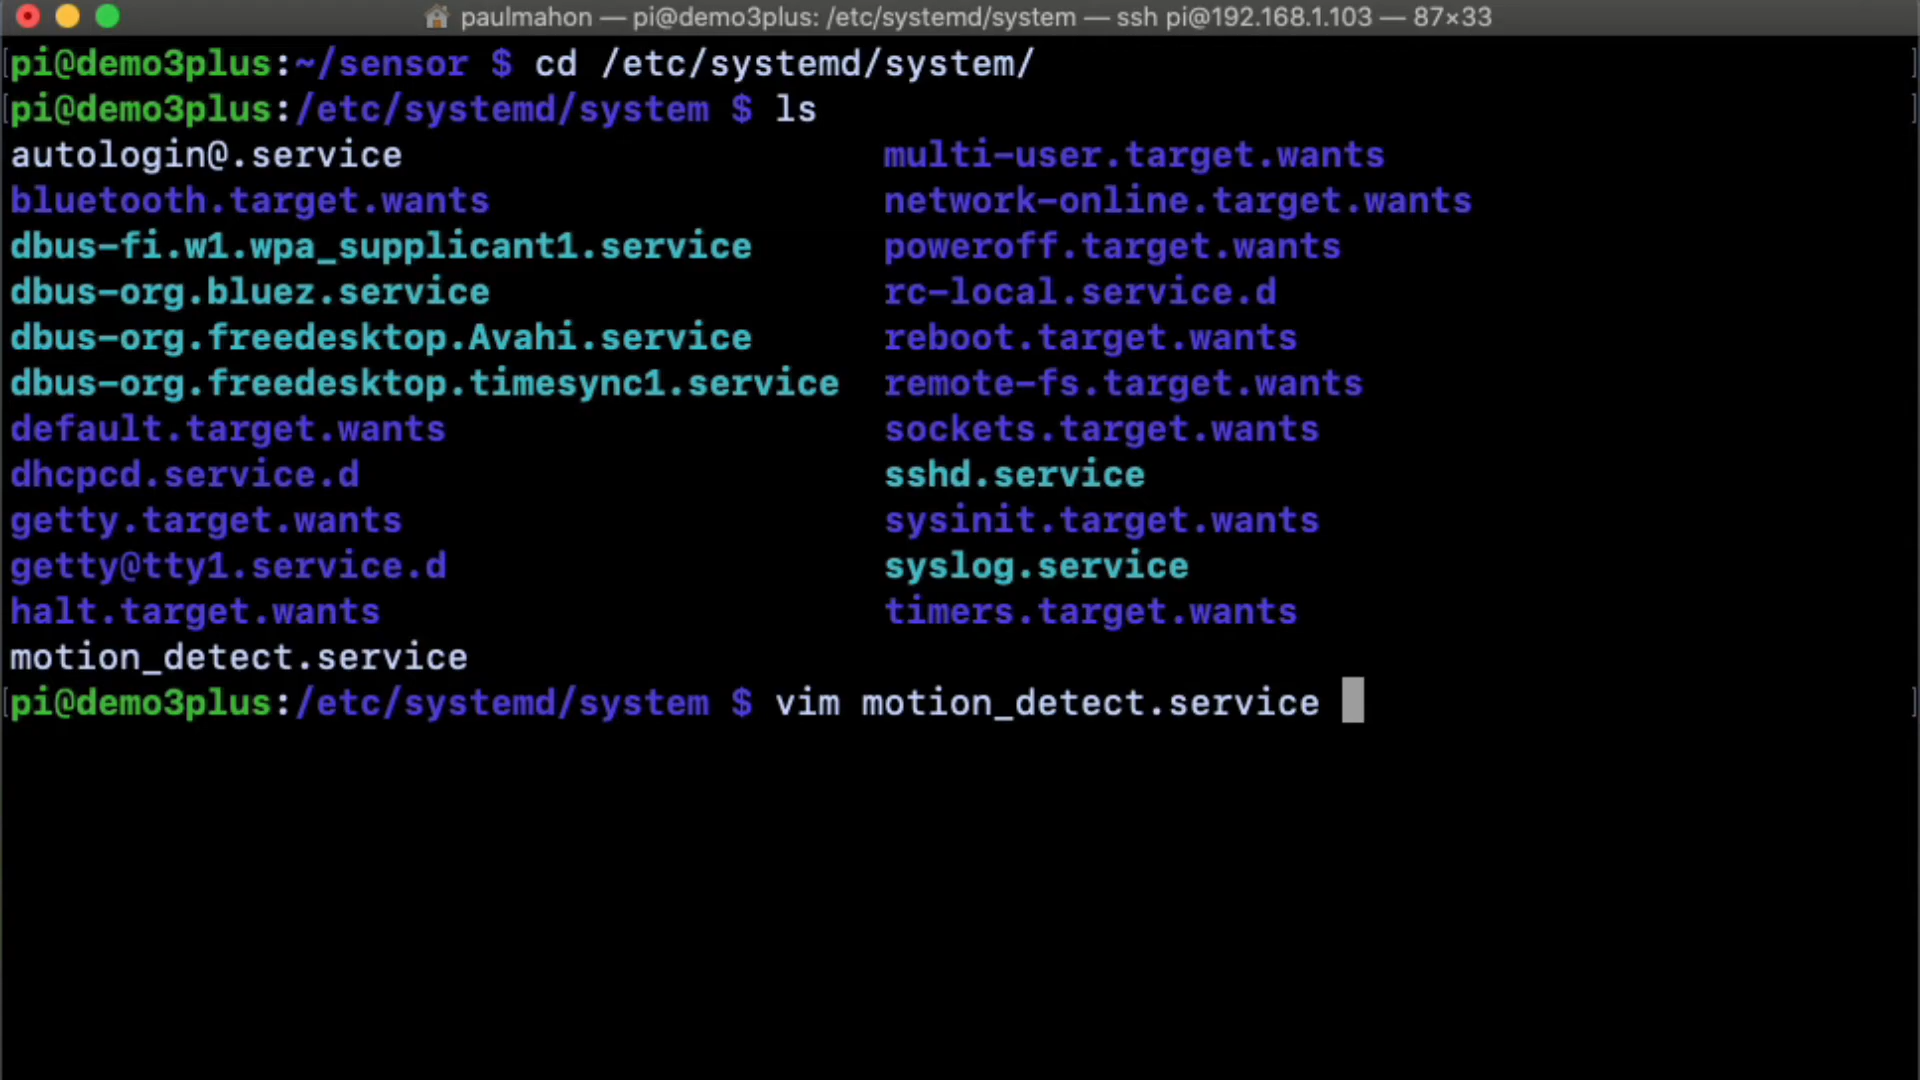 paulmahon — pi@demo3plus: /etc/systemd/system — ssh pi@192.168.1.103 — 87×33
pi@demo3plus:~/sensor $ cd /etc/systemd/system/
pi@demo3plus:/etc/systemd/system $ ls
autologin@.service multi-user.target.wants
bluetooth.target.wants network-online.target.wants
dbus-fi.w1.wpa_supplicant1.service poweroff.target.wants
dbus-org.bluez.service rc-local.service.d
dbus-org.freedesktop.Avahi.service reboot.target.wants
dbus-org.freedesktop.timesync1.service remote-fs.target.wants
default.target.wants sockets.target.wants
dhcpcd.service.d sshd.service
getty.target.wants sysinit.target.wants
getty@tty1.service.d syslog.service
halt.target.wants timers.target.wants
motion_detect.service
pi@demo3plus:/etc/systemd/system $ vim motion_detect.service